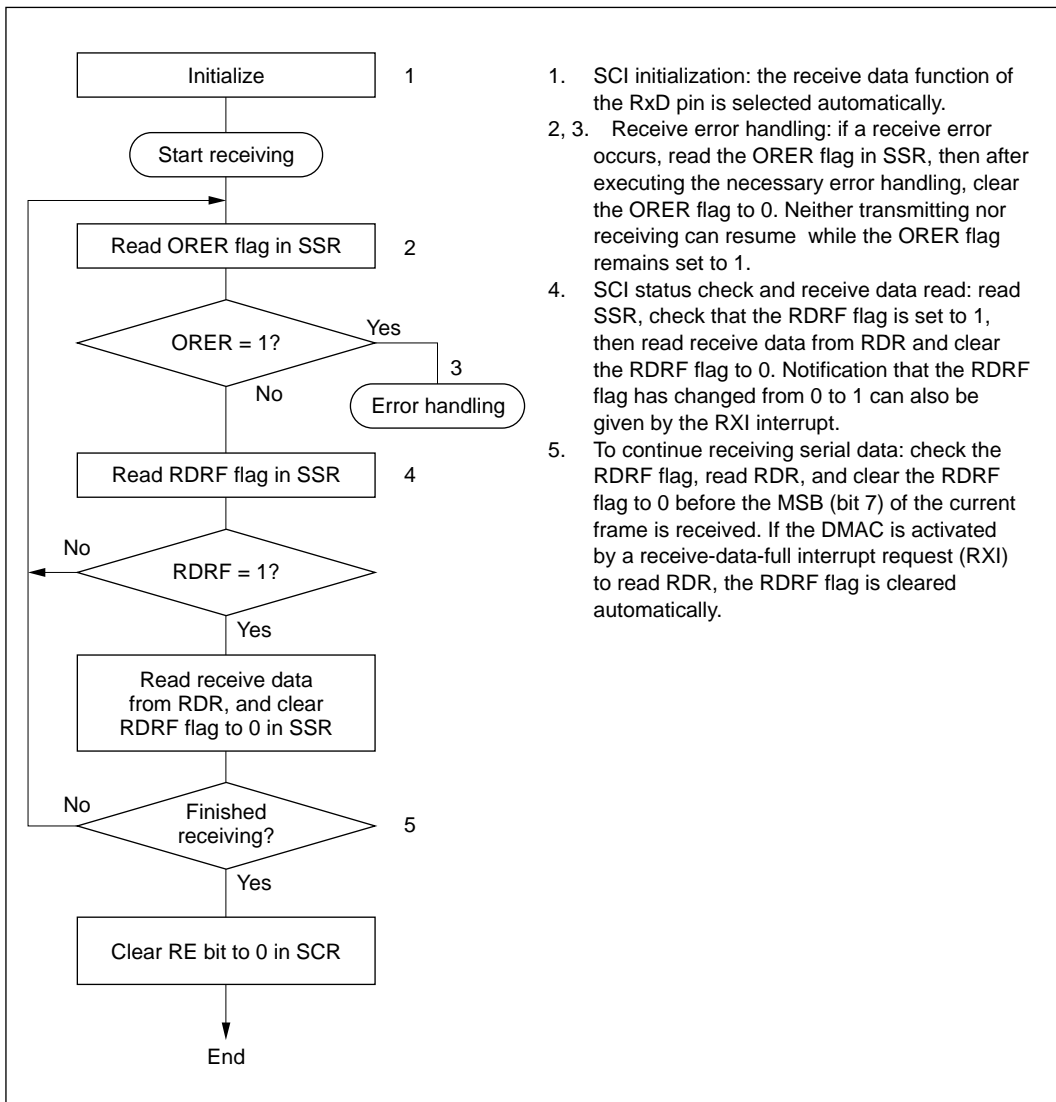 Initialize
1
Start receiving
Read ORER flag in SSR
2
ORER = 1?
Yes
3
No
Error handling
Read RDRF flag in SSR
4
No
RDRF = 1?
Yes
Read receive data
from RDR, and clear
RDRF flag to 0 in SSR
No
Finished
receiving?
5
Yes
Clear RE bit to 0 in SCR
End
1. SCI initialization: the receive data function of
the RxD pin is selected automatically.
2, 3. Receive error handling: if a receive error
occurs, read the ORER flag in SSR, then after
executing the necessary error handling, clear
the ORER flag to 0. Neither transmitting nor
receiving can resume while the ORER flag
remains set to 1.
4. SCI status check and receive data read: read
SSR, check that the RDRF flag is set to 1,
then read receive data from RDR and clear
the RDRF flag to 0. Notification that the RDRF
flag has changed from 0 to 1 can also be
given by the RXI interrupt.
5. To continue receiving serial data: check the
RDRF flag, read RDR, and clear the RDRF
flag to 0 before the MSB (bit 7) of the current
frame is received. If the DMAC is activated
by a receive-data-full interrupt request (RXI)
to read RDR, the RDRF flag is cleared
automatically.